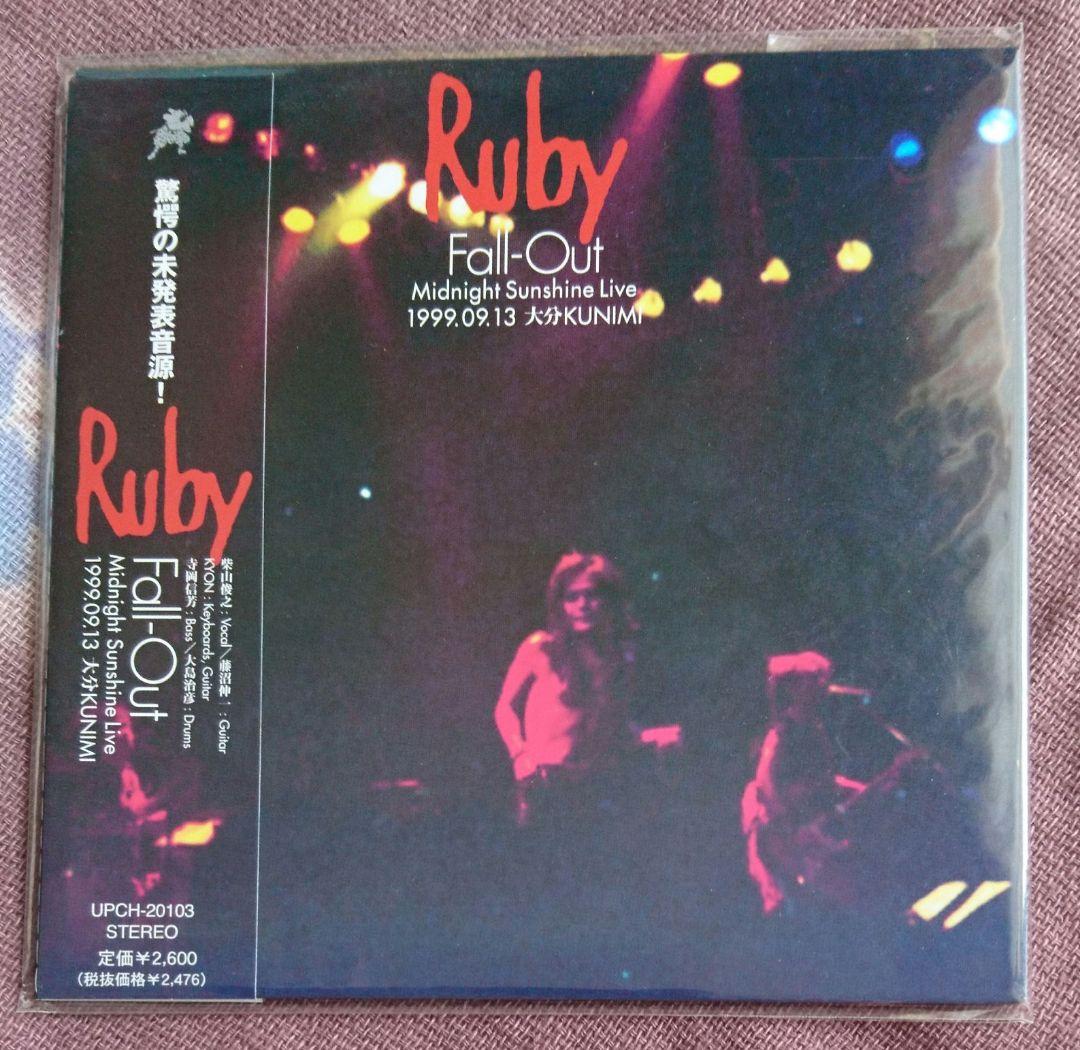 Ruby
Fall-Out
Midnight Sunshine Live
1999.09.13 大分KUNIMI
驚愕の未発表音源!
Ruby
Fall-Out
Midnight Sunshine Live
1999.09.13 大分KUNIMI
柴山俊之 : Vocal/藤沼伸一 : Guitar
KYON : Keyboards, Guitar
寺岡信芳 : Bass/大島治彦 : Drums
UPCH-20103
STEREO
定価¥2,600
(税抜価格¥2,476)